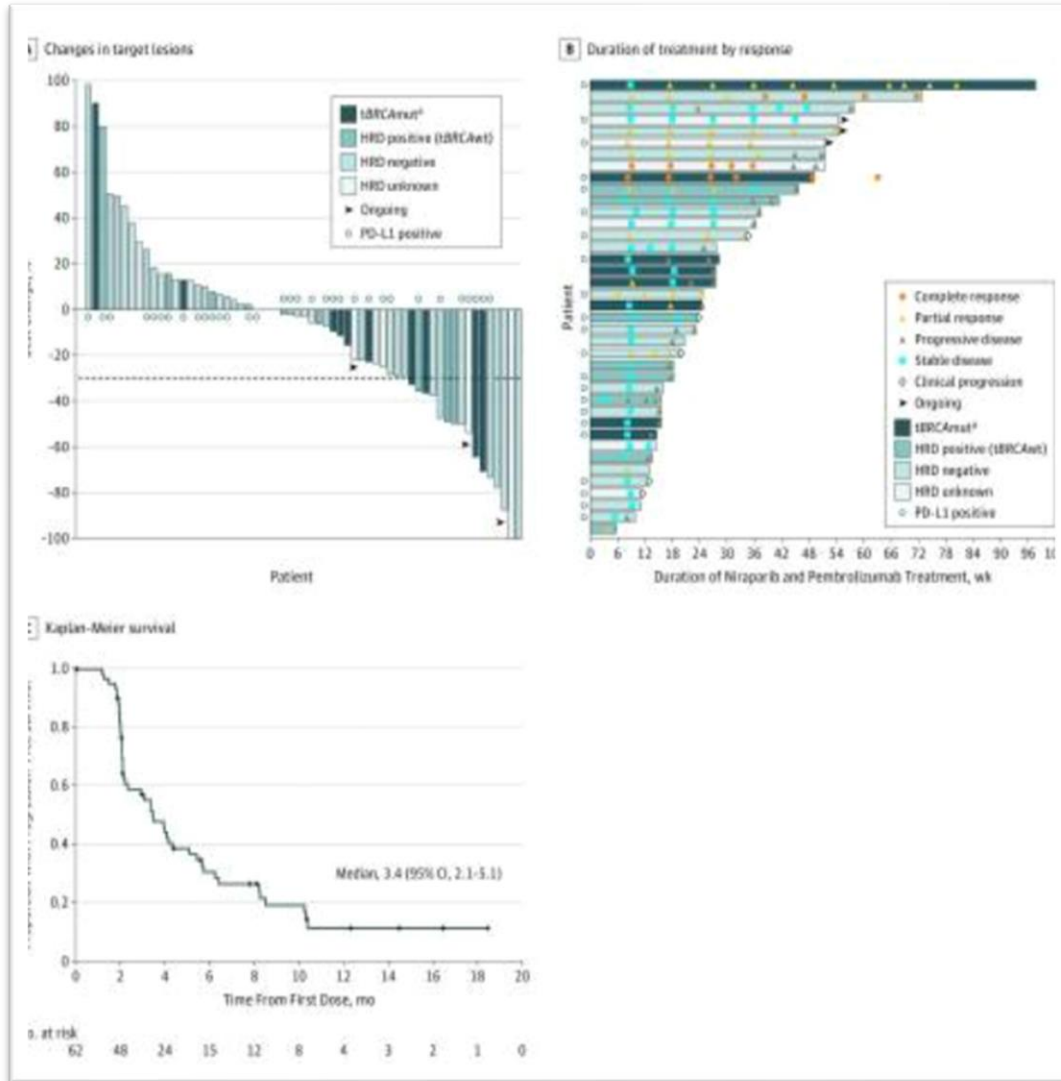 Changes in target lesions
100
80
60
40
20
0
-20
-40
-60
-80
-100
tBRCAmutᵃ
HRD positive (tBRCAwt)
HRD negative
HRD unknown
Ongoing
PD-L1 positive
Patient
B Duration of treatment by response
Patient
Complete response
Partial response
Progressive disease
Stable disease
Clinical progression
Ongoing
tBRCAmutᵃ
HRD positive (tBRCAwt)
HRD negative
HRD unknown
PD-L1 positive
0 6 12 18 24 30 36 42 48 54 60 66 72 78 84 90 96
Duration of Niraparib and Pembrolizumab Treatment, wk
Kaplan-Meier survival
1.0
0.8
0.6
0.4
0.2
0
Median, 3.4 (95% CI, 2.1-5.1)
0 2 4 6 8 10 12 14 16 18 20
Time From First Dose, mo
at risk
62 48 24 15 12 8 4 3 2 1 0